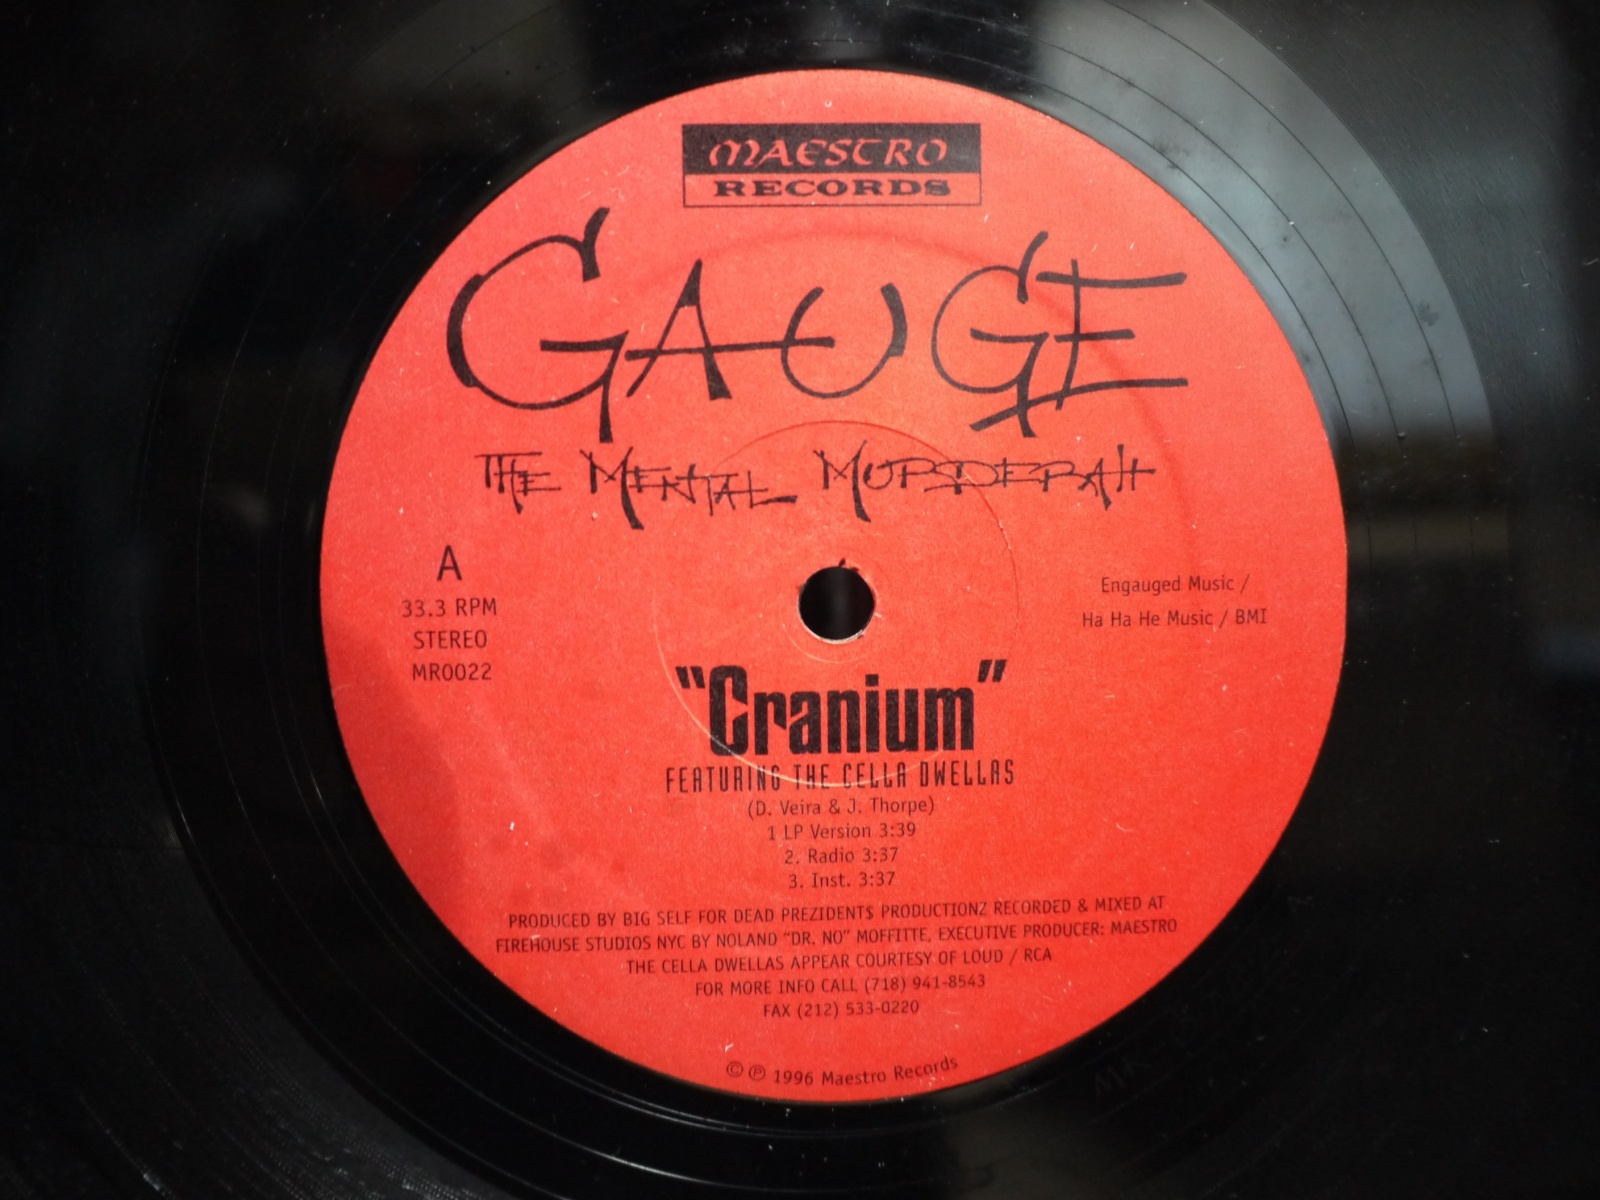 MAESTRO
RECORDS
GAUGE
THE MENTAL MURDERAH
A
33.3 RPM
STEREO
MR0022
Engauged Music /
Ha Ha He Music / BMI
"Cranium"
FEATURING THE CELLA DWELLAS
(D. Veira & J. Thorpe)
1 LP Version 3:39
2. Radio 3:37
3. Inst. 3:37
PRODUCED BY BIG SELF FOR DEAD PREZIDENT$ PRODUCTIONZ RECORDED & MIXED AT
FIREHOUSE STUDIOS NYC BY NOLAND "DR. NO" MOFFITTE, EXECUTIVE PRODUCER: MAESTRO
THE CELLA DWELLAS APPEAR COURTESY OF LOUD / RCA
FOR MORE INFO CALL (718) 941-8543
FAX (212) 533-0220
© ℗ 1996 Maestro Records